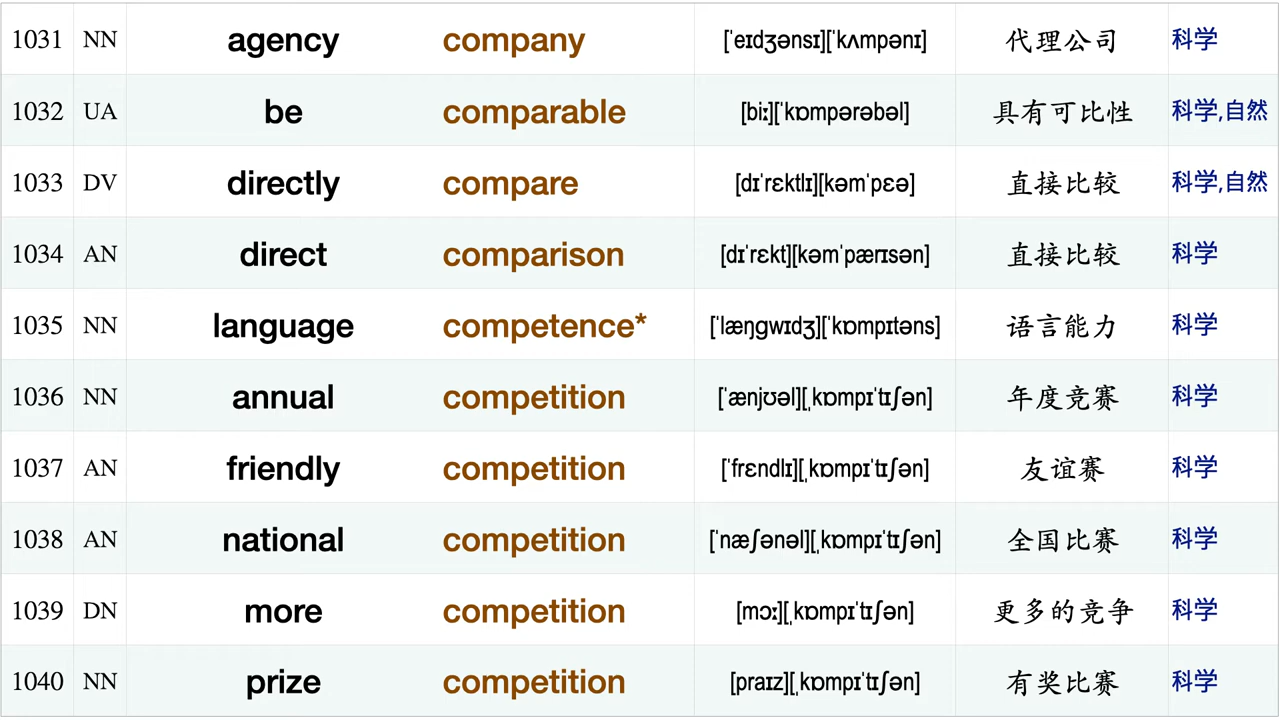 1031 NN agency company [ˈeɪdʒənsɪ][ˈkʌmpənɪ] 代理公司 科学
1032 UA be comparable [biː][ˈkɒmpərəbəl] 具有可比性 科学,自然
1033 DV directly compare [dɪˈrɛktlɪ][kəmˈpɛə] 直接比较 科学,自然
1034 AN direct comparison [dɪˈrɛkt][kəmˈpærɪsən] 直接比较 科学
1035 NN language competence* [ˈlæŋɡwɪdʒ][ˈkɒmpɪtəns] 语言能力 科学
1036 NN annual competition [ˈænjʊəl][ˌkɒmpɪˈtɪʃən] 年度竞赛 科学
1037 AN friendly competition [ˈfrɛndlɪ][ˌkɒmpɪˈtɪʃən] 友谊赛 科学
1038 AN national competition [ˈnæʃənəl][ˌkɒmpɪˈtɪʃən] 全国比赛 科学
1039 DN more competition [mɔː][ˌkɒmpɪˈtɪʃən] 更多的竞争 科学
1040 NN prize competition [praɪz][ˌkɒmpɪˈtɪʃən] 有奖比赛 科学